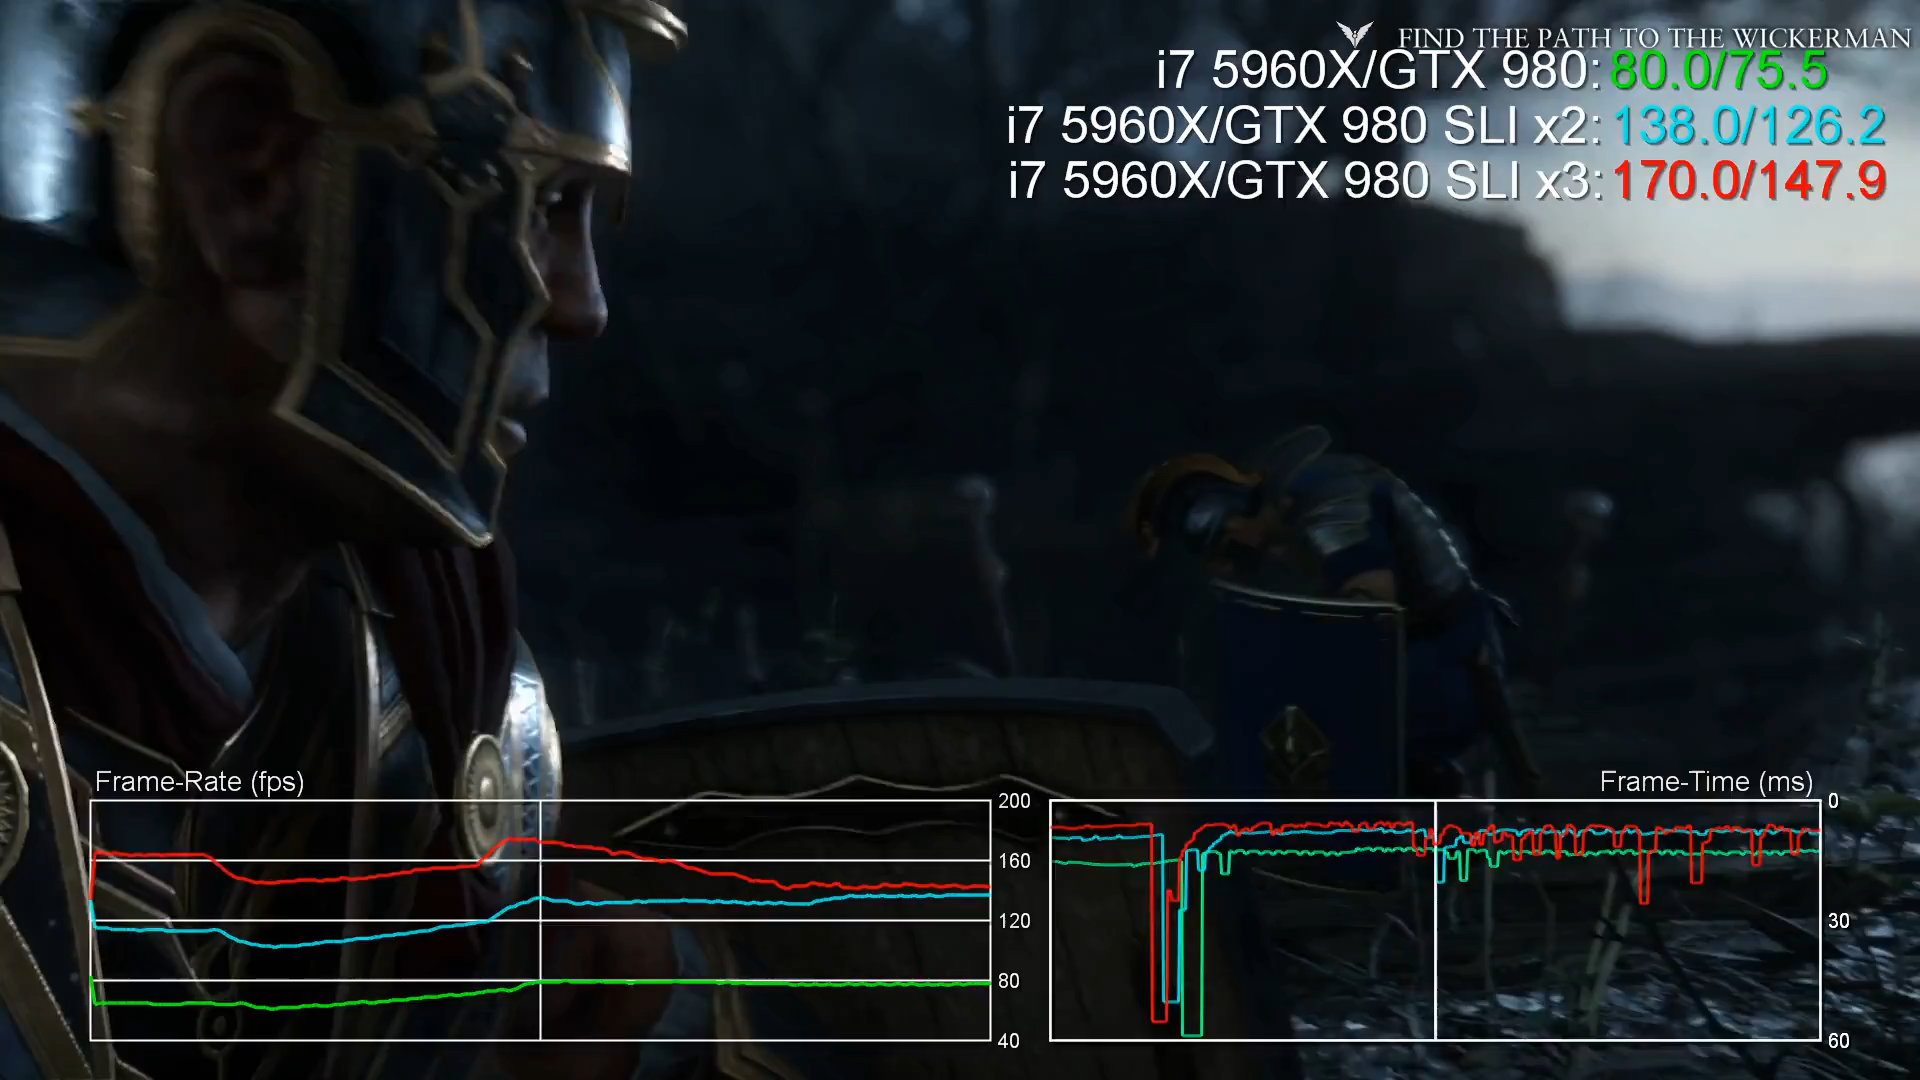 FIND THE PATH TO THE WICKERMAN
i7 5960X/GTX 980: 80.0/75.5
i7 5960X/GTX 980 SLI x2: 138.0/126.2
i7 5960X/GTX 980 SLI x3: 170.0/147.9
Frame-Rate (fps)
200
160
120
80
40
Frame-Time (ms)
0
30
60